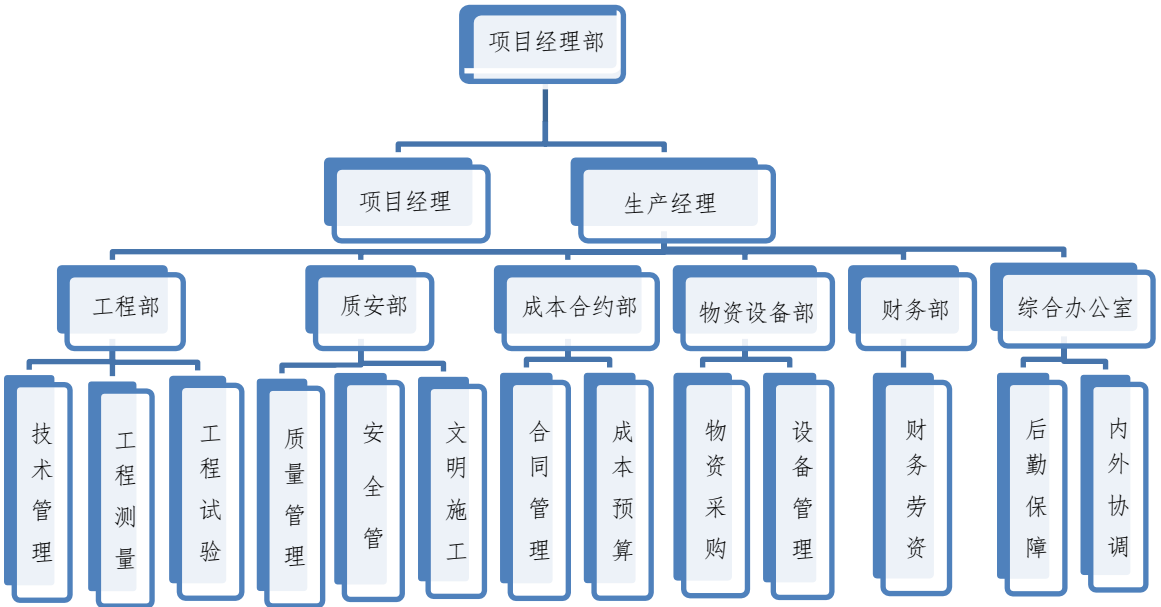 项目经理部
项目经理
生产经理
工程部
质安部
成本合约部
物资设备部
财务部
综合办公室
技术管理
工程测量
工程试验
质量管理
安全管
文明施工
合同管理
成本预算
物资采购
设备管理
财务劳资
后勤保障
内外协调